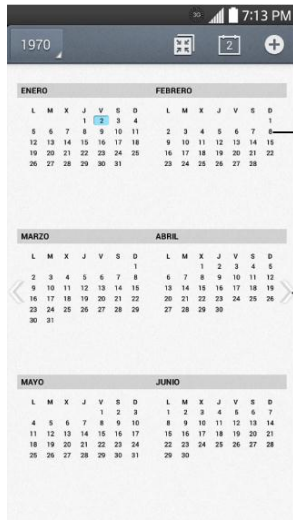 3G 7:13 PM
1970 2
ENERO FEBRERO
L M X J V S D L M X J V S D
1 2 3 4 1
5 6 7 8 9 10 11 2 3 4 5 6 7 8
12 13 14 15 16 17 18 9 10 11 12 13 14 15
19 20 21 22 23 24 25 16 17 18 19 20 21 22
26 27 28 29 30 31 23 24 25 26 27 28
MARZO ABRIL
L M X J V S D L M X J V S D
1 1 2 3 4 5
2 3 4 5 6 7 8 6 7 8 9 10 11 12
9 10 11 12 13 14 15 13 14 15 16 17 18 19
16 17 18 19 20 21 22 20 21 22 23 24 25 26
23 24 25 26 27 28 29 27 28 29 30
30 31
MAYO JUNIO
L M X J V S D L M X J V S D
1 2 3 1 2 3 4 5 6 7
4 5 6 7 8 9 10 8 9 10 11 12 13 14
11 12 13 14 15 16 17 15 16 17 18 19 20 21
18 19 20 21 22 23 24 22 23 24 25 26 27 28
25 26 27 28 29 30 31 29 30